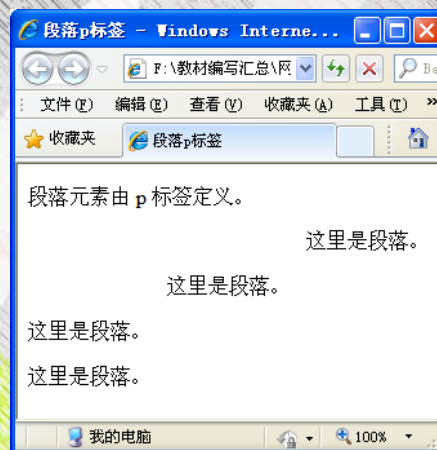 段落p标签 - Windows Interne...
F:\教材编写汇总\网
Ba
文件(F) 编辑(E) 查看(V) 收藏夹(A) 工具(T) »
收藏夹 段落p标签
段落元素由 p 标签定义。
这里是段落。
这里是段落。
这里是段落。
这里是段落。
我的电脑 100%